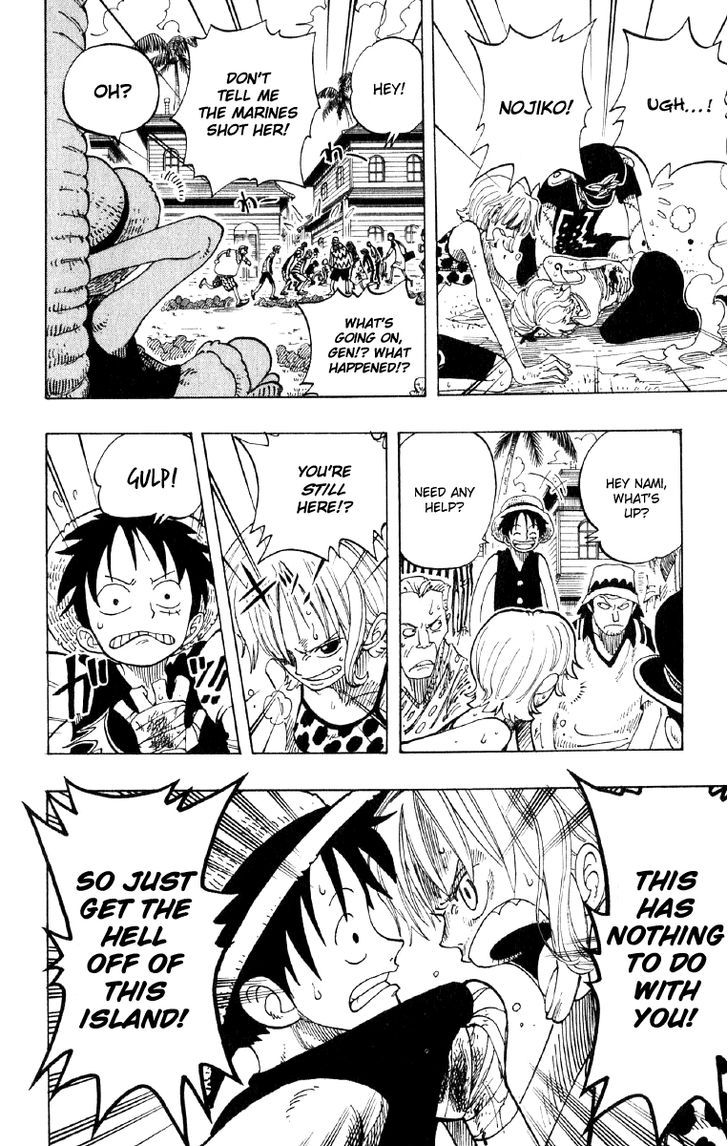 UGH...!
NOJIKO!
HEY!
DON'T
TELL ME
THE MARINES
SHOT HER!
WHAT'S
GOING ON,
GEN!? WHAT
HAPPENED!?
OH?
HEY NAMI,
WHAT'S
UP?
NEED ANY
HELP?
YOU'RE
STILL
HERE!?
GULP!
THIS
HAS
NOTHING
TO DO
WITH
YOU!
SO JUST
GET THE
HELL
OFF OF
THIS
ISLAND!